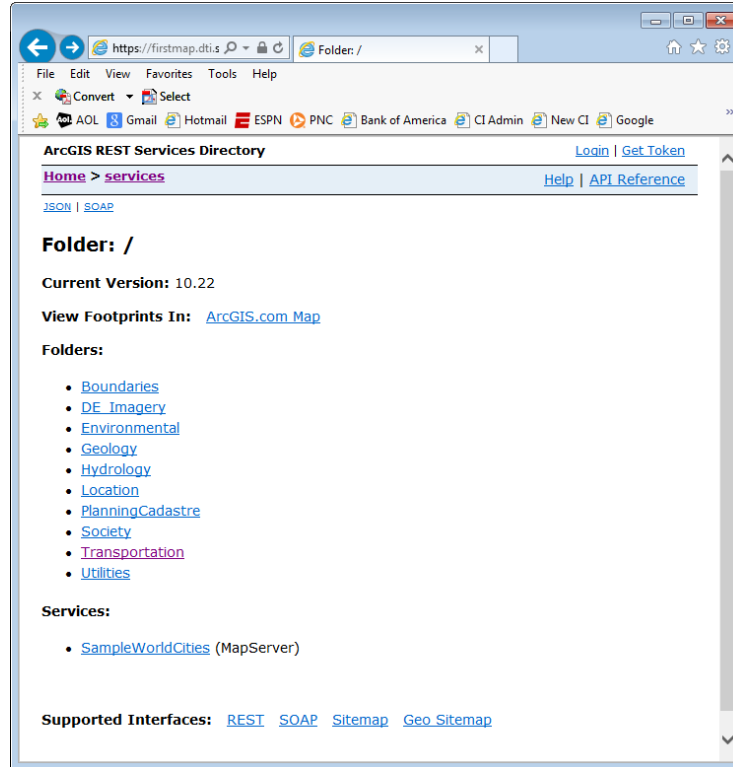 https://firstmap.dti.s
Folder: /
File Edit View Favorites Tools Help
Convert Select
AOL Gmail Hotmail ESPN PNC Bank of America CI Admin New CI Google
ArcGIS REST Services Directory Login | Get Token
Home > services Help | API Reference
JSON | SOAP
Folder: /
Current Version: 10.22
View Footprints In: ArcGIS.com Map
Folders:
• Boundaries
• DE_Imagery
• Environmental
• Geology
• Hydrology
• Location
• PlanningCadastre
• Society
• Transportation
• Utilities
Services:
• SampleWorldCities (MapServer)
Supported Interfaces: REST SOAP Sitemap Geo Sitemap